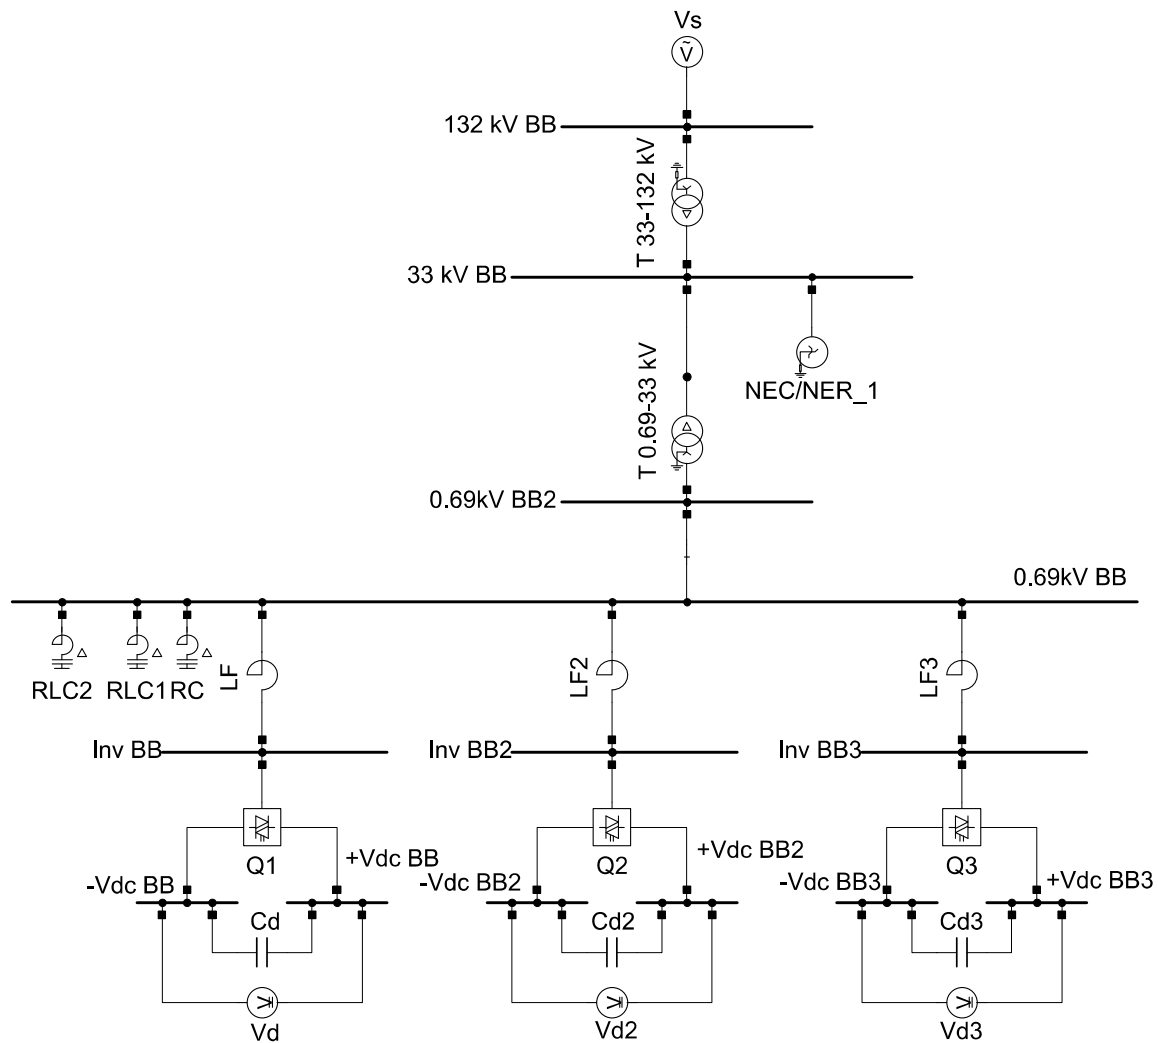 Vs
Ṽ
132 kV BB
T 33-132 kV
33 kV BB
NEC/NER_1
T 0.69-33 kV
0.69kV BB2
0.69kV BB
RLC2
RLC1
RC
LF
LF2
LF3
Inv BB
Inv BB2
Inv BB3
Q1
Q2
Q3
-Vdc BB
+Vdc BB
-Vdc BB2
+Vdc BB2
-Vdc BB3
+Vdc BB3
Cd
Cd2
Cd3
V
V
V
Vd
Vd2
Vd3